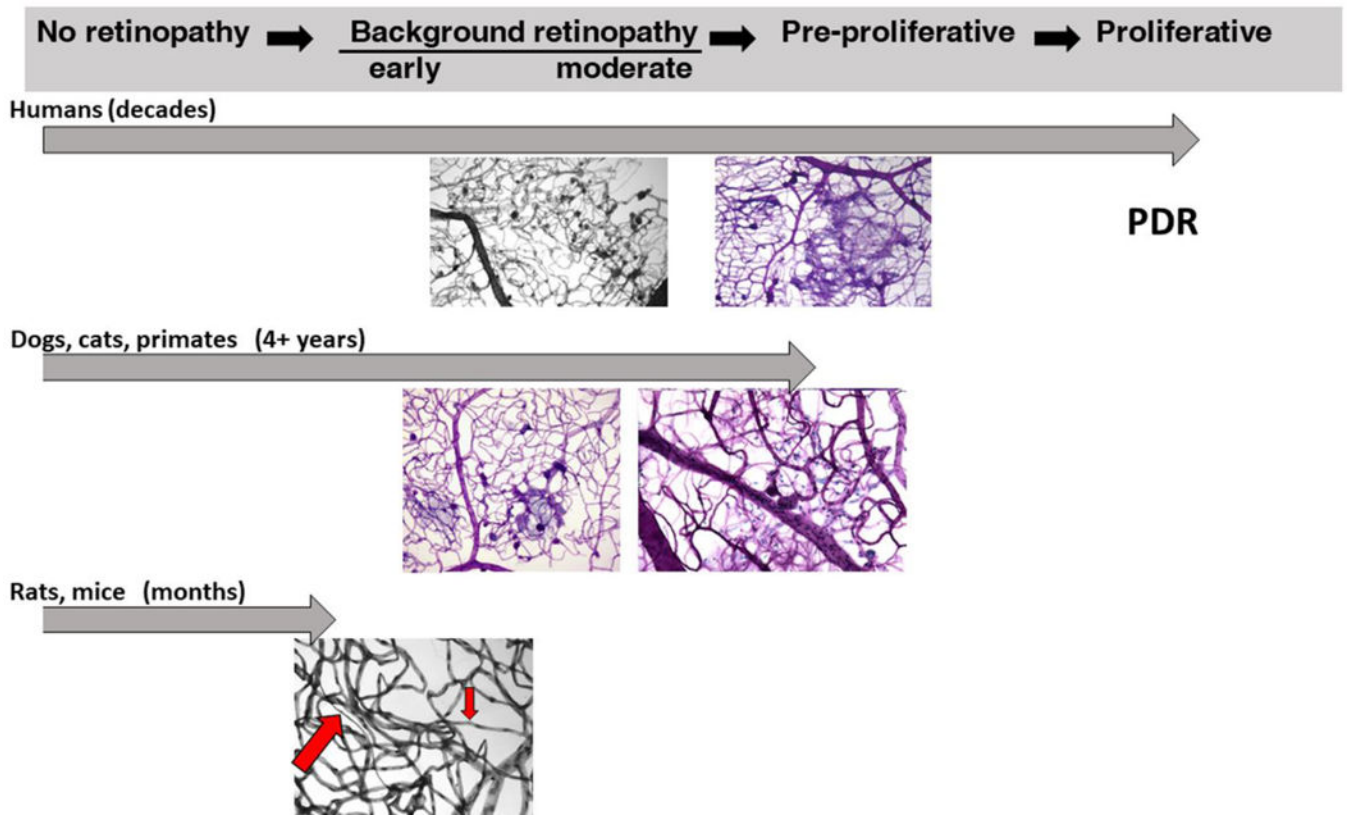 No retinopathy Background retinopathy Pre-proliferative Proliferative
early moderate
Humans (decades)
PDR
Dogs, cats, primates (4+ years)
Rats, mice (months)